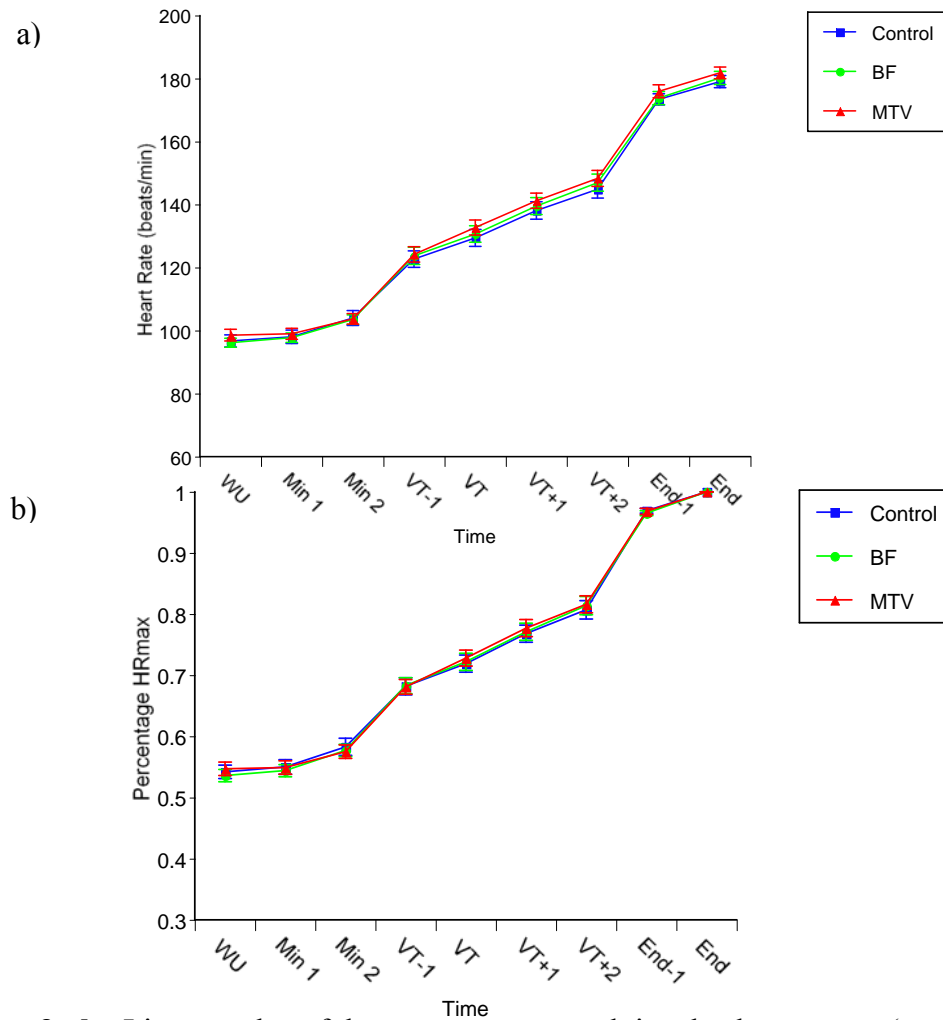 a)
Heart Rate (beats/min)
200
180
160
140
120
100
80
60
WU
Min 1
Min 2
VT-1
VT
VT+1
VT+2
End-1
End
Time
Control
BF
MTV
b)
Percentage HRmax
1
0.9
0.8
0.7
0.6
0.5
0.4
0.3
WU
Min 1
Min 2
VT-1
VT
VT+1
VT+2
End-1
End
Time
Control
BF
MTV